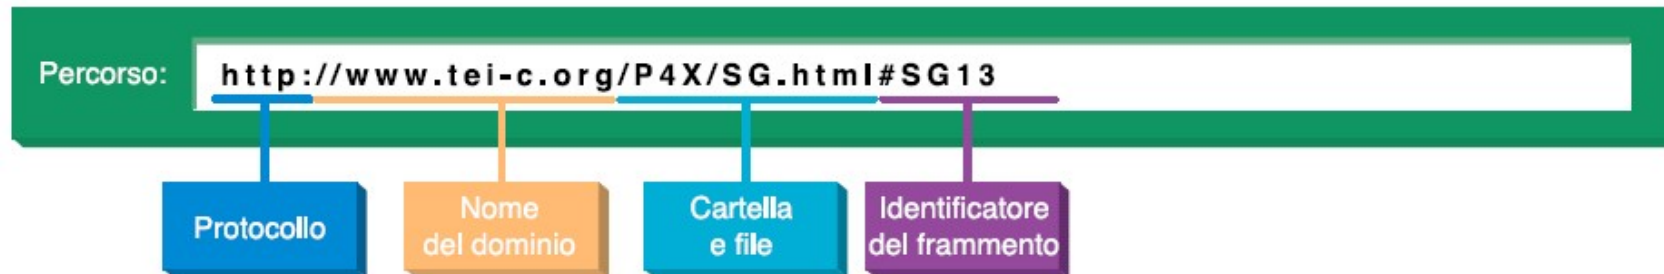 Percorso: http://www.tei-c.org/P4X/SG.html#SG13
Protocollo
Nome
del dominio
Cartella
e file
Identificatore
del frammento